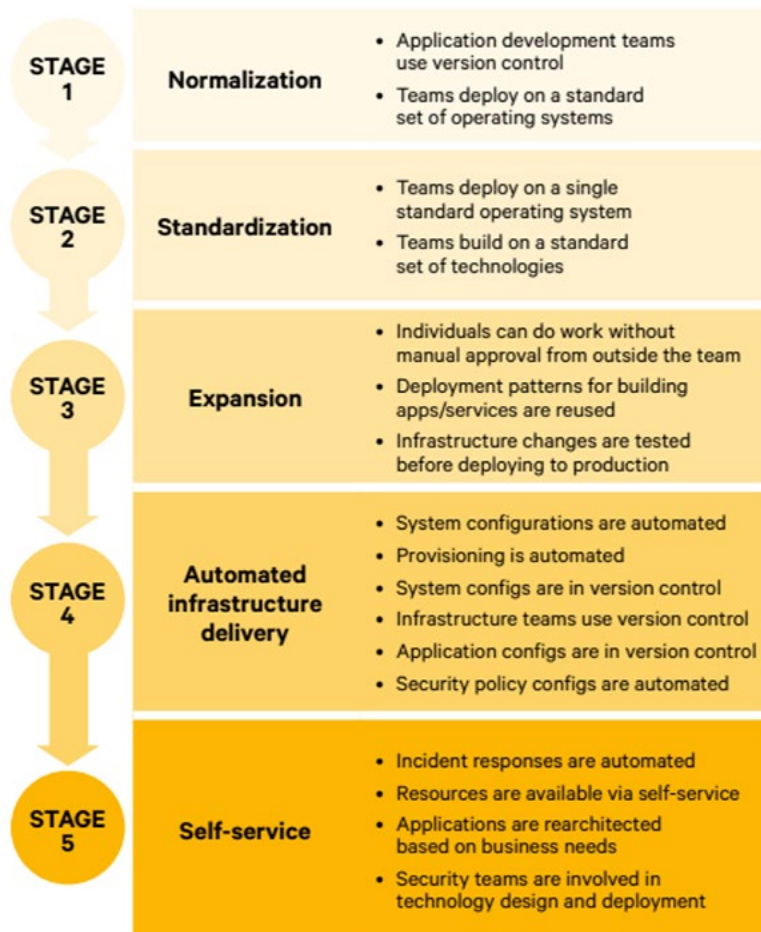 STAGE
1
Normalization
• Application development teams
use version control
• Teams deploy on a standard
set of operating systems
STAGE
2
Standardization
• Teams deploy on a single
standard operating system
• Teams build on a standard
set of technologies
STAGE
3
Expansion
• Individuals can do work without
manual approval from outside the team
• Deployment patterns for building
apps/services are reused
• Infrastructure changes are tested
before deploying to production
STAGE
4
Automated
infrastructure
delivery
• System configurations are automated
• Provisioning is automated
• System configs are in version control
• Infrastructure teams use version control
• Application configs are in version control
• Security policy configs are automated
STAGE
5
Self-service
• Incident responses are automated
• Resources are available via self-service
• Applications are rearchitected
based on business needs
• Security teams are involved in
technology design and deployment